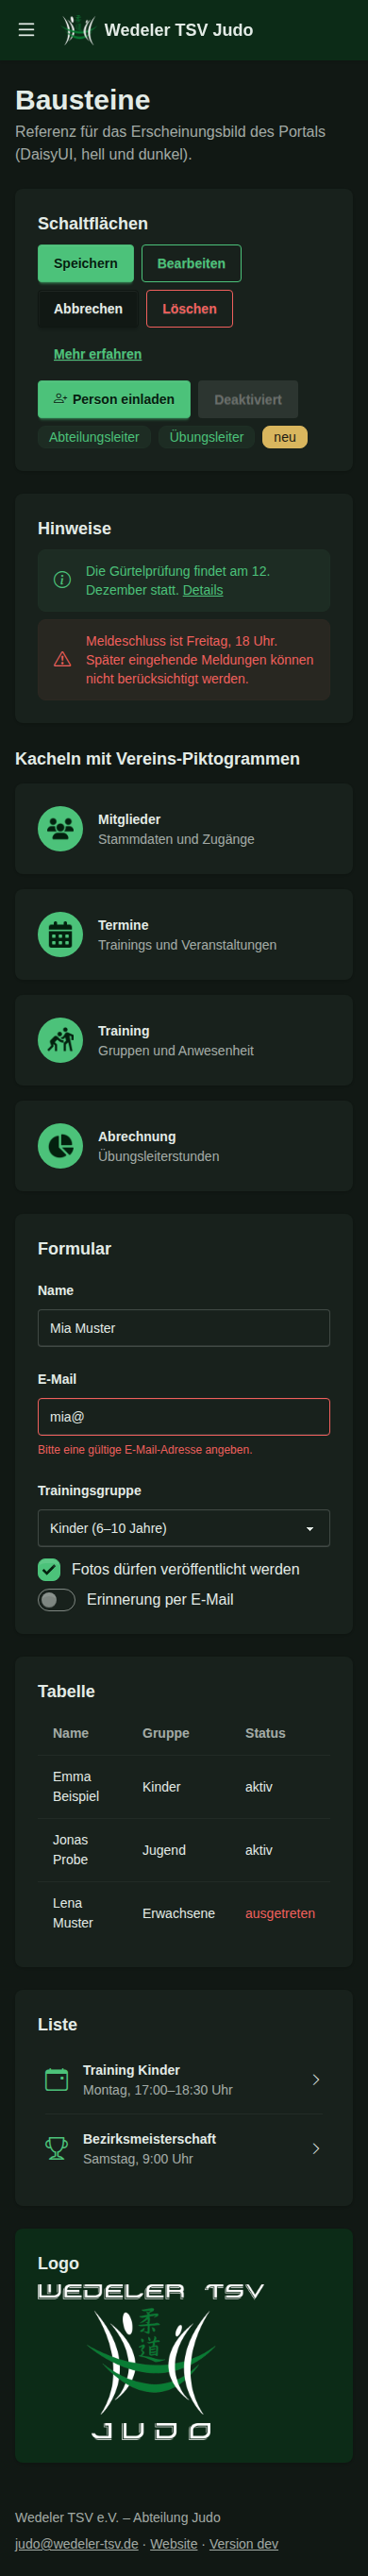 Wedeler TSV Judo
Bausteine
Referenz für das Erscheinungsbild des Portals
(DaisyUI, hell und dunkel).
Schaltflächen
Speichern
Bearbeiten
Abbrechen
Löschen
Mehr erfahren
Person einladen
Deaktiviert
Abteilungsleiter
Übungsleiter
neu
Hinweise
Die Gürtelprüfung findet am 12.
Dezember statt. Details
Meldeschluss ist Freitag, 18 Uhr.
Später eingehende Meldungen können
nicht berücksichtigt werden.
Kacheln mit Vereins-Piktogrammen
Mitglieder
Stammdaten und Zugänge
Termine
Trainings und Veranstaltungen
Training
Gruppen und Anwesenheit
Abrechnung
Übungsleiterstunden
Formular
Name
Mia Muster
E-Mail
mia@
Bitte eine gültige E-Mail-Adresse angeben.
Trainingsgruppe
Kinder (6–10 Jahre)
Fotos dürfen veröffentlicht werden
Erinnerung per E-Mail
Tabelle
Name Gruppe Status
Emma
Beispiel
Kinder
aktiv
Jonas
Probe
Jugend
aktiv
Lena
Muster
Erwachsene
ausgetreten
Liste
Training Kinder
Montag, 17:00–18:30 Uhr
Bezirksmeisterschaft
Samstag, 9:00 Uhr
Logo
WEDELER TSV
柔
道
JUDO
Wedeler TSV e.V. – Abteilung Judo
judo@wedeler-tsv.de · Website · Version dev